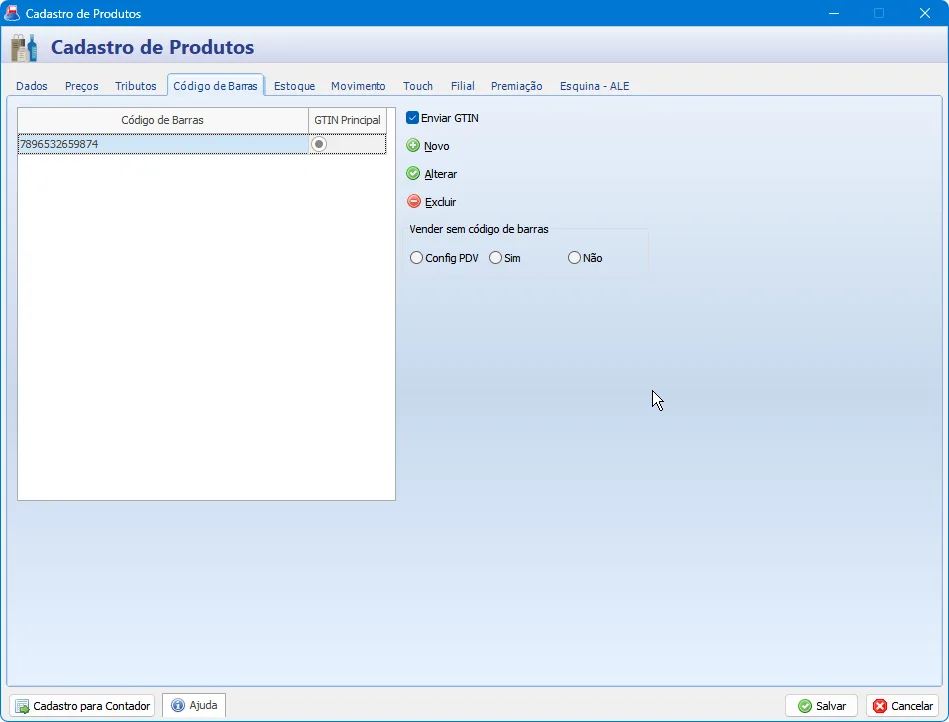 Cadastro de Produtos
Cadastro de Produtos
Dados Preços Tributos Código de Barras Estoque Movimento Touch Filial Premiação Esquina - ALE
Código de Barras GTIN Principal
7896532659874
Enviar GTIN
Novo
Alterar
Excluir
Vender sem código de barras
Config PDV Sim Não
Cadastro para Contador Ajuda Salvar Cancelar